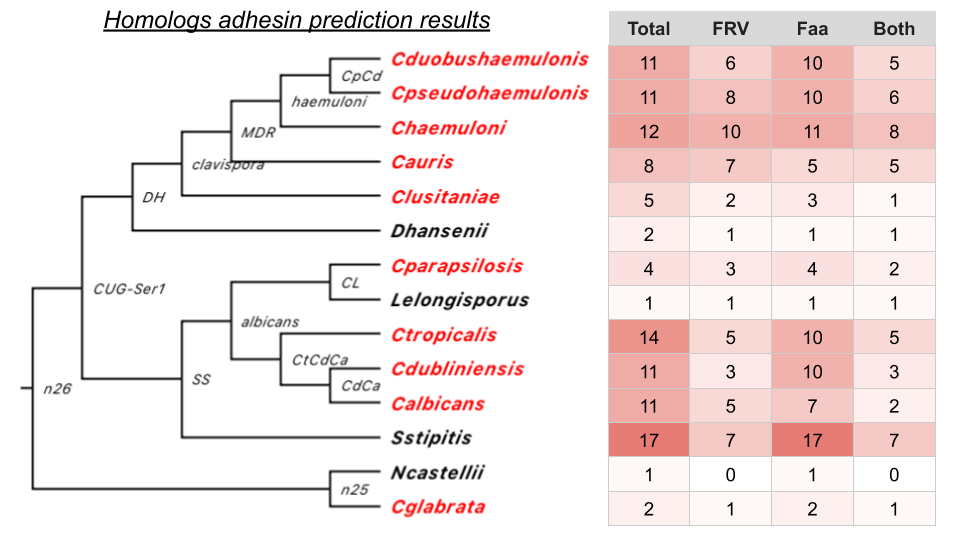 Homologs adhesin prediction results
Total FRV Faa Both
Cduobushaemulonis 11 6 10 5
CpCd
Cpseudohaemulonis 11 8 10 6
haemuloni
Chaemuloni 12 10 11 8
MDR
Cauris 8 7 5 5
clavispora
Clusitaniae 5 2 3 1
DH
Dhansenii 2 1 1 1
Cparapsilosis 4 3 4 2
CL
CUG-Ser1
Lelongisporus 1 1 1 1
albicans
Ctropicalis 14 5 10 5
CtCdCa
Cdubliniensis 11 3 10 3
SS
CdCa
n26
Calbicans 11 5 7 2
Sstipitis 17 7 17 7
Ncastellii 1 0 1 0
n25
Cglabrata 2 1 2 1